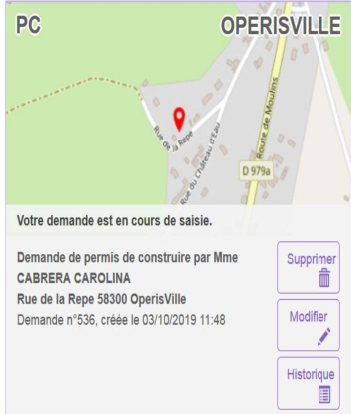 PC OPERISVILLE
Rue de la Repe
Rue du Château d'Eau
Route de Moulins
D 979a
Votre demande est en cours de saisie.
Demande de permis de construire par Mme
CABRERA CAROLINA
Rue de la Repe 58300 OperisVille
Demande n°536, créée le 03/10/2019 11:48
Supprimer
Modifier
Historique